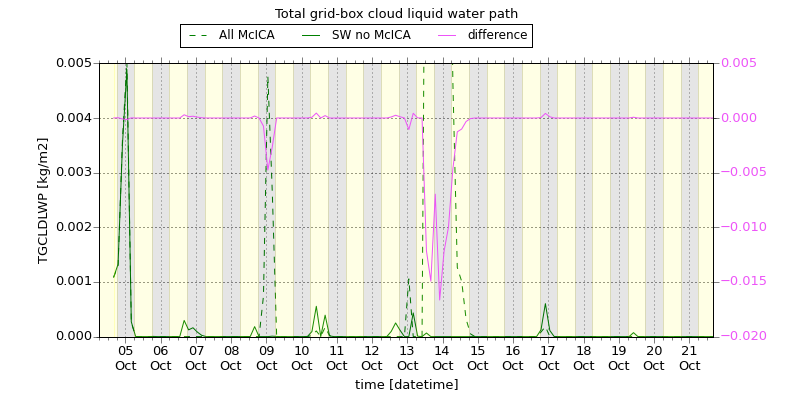 Total grid-box cloud liquid water path
All McICA SW no McICA difference
TGCLDLWP [kg/m2]
0.005
0.004
0.003
0.002
0.001
0.000
0.005
0.000
−0.005
−0.010
−0.015
−0.020
05 06 07 08 09 10 11 12 13 14 15 16 17 18 19 20 21
Oct Oct Oct Oct Oct Oct Oct Oct Oct Oct Oct Oct Oct Oct Oct Oct Oct
time [datetime]